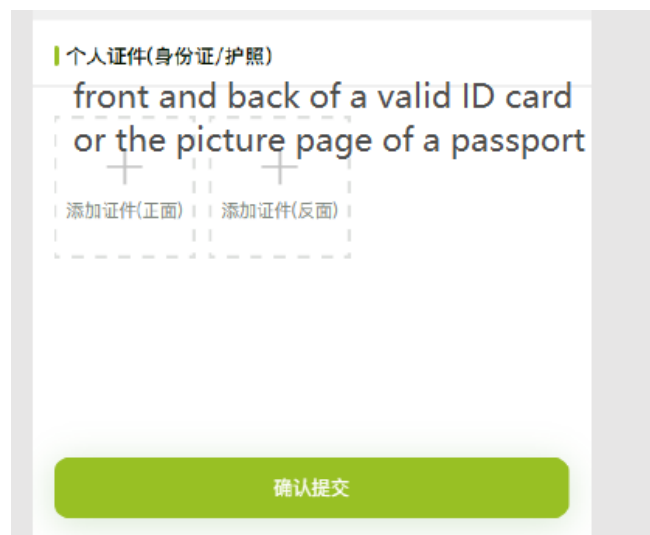 个人证件(身份证/护照)
front and back of a valid ID card
or the picture page of a passport
添加证件(正面) 添加证件(反面)
确认提交